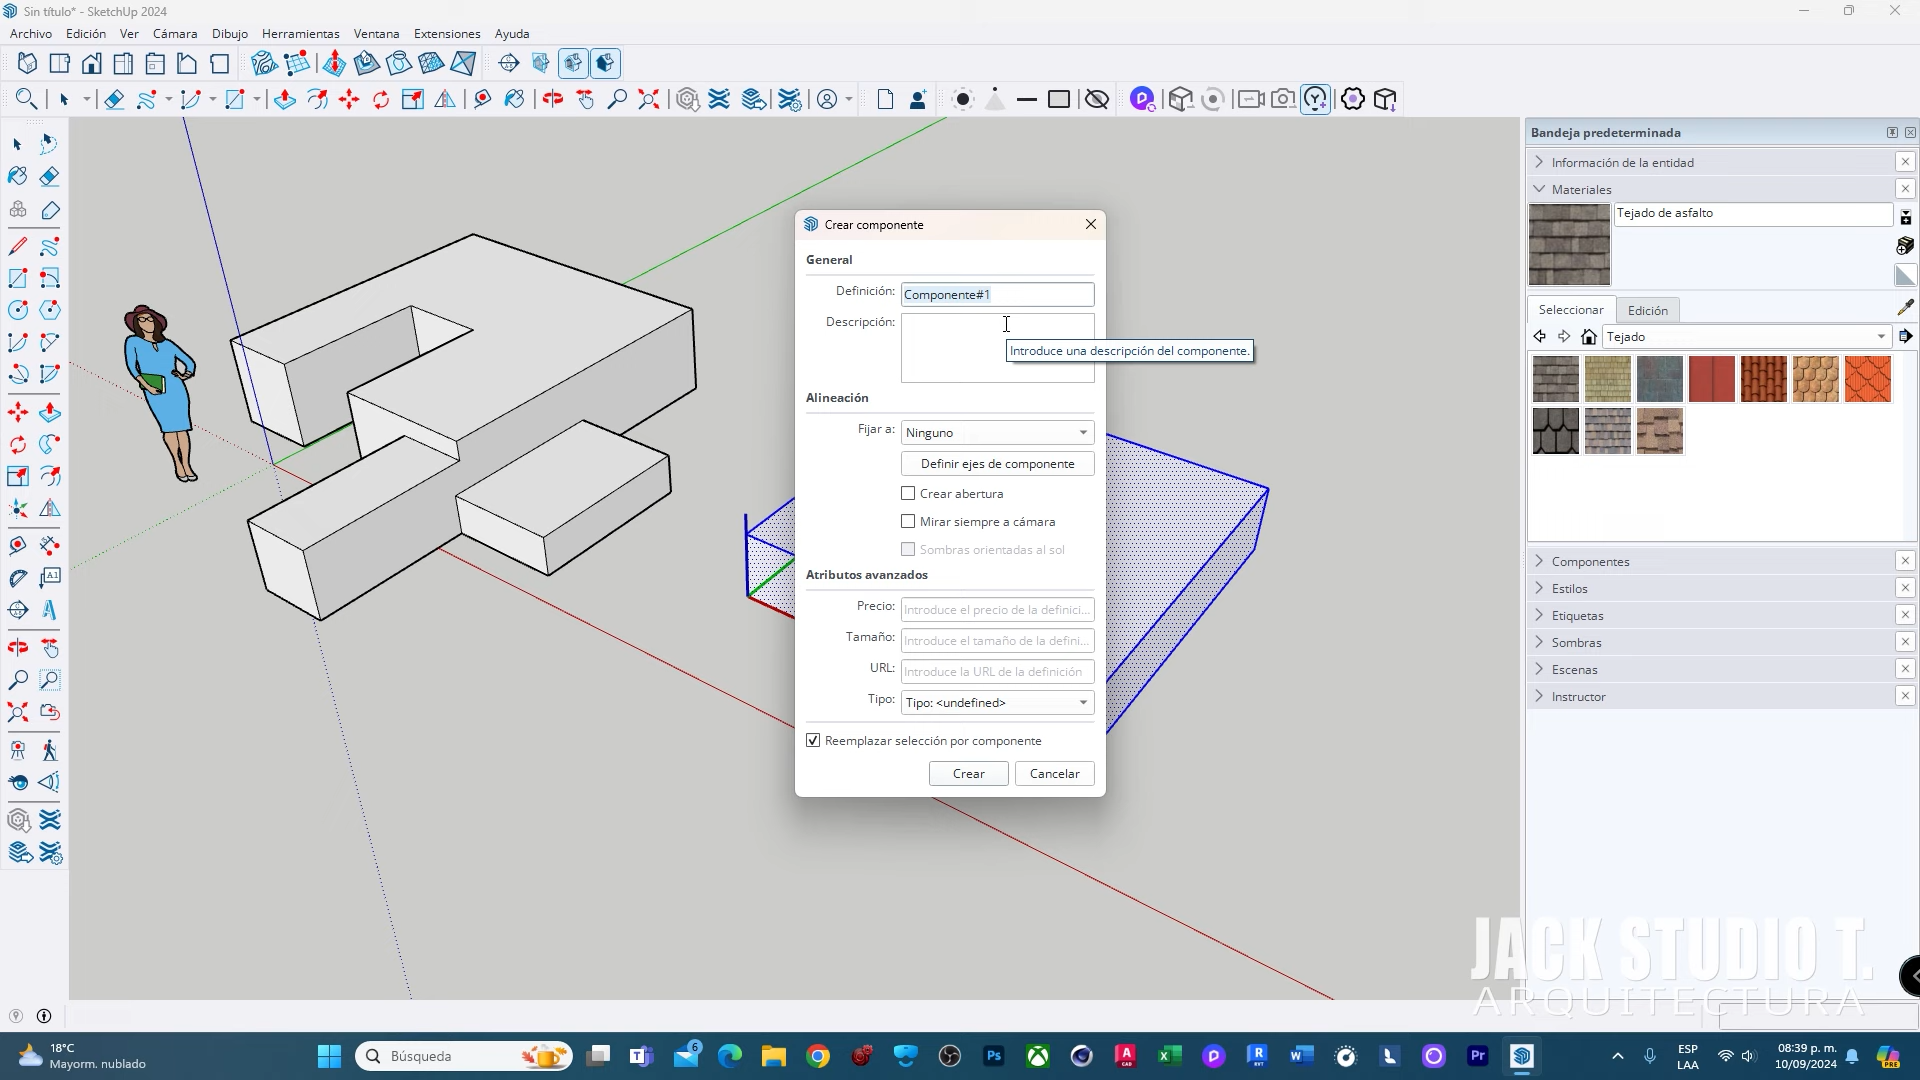 Sin título* - SketchUp 2024
Archivo Edición Ver Cámara Dibujo Herramientas Ventana Extensiones Ayuda
Bandeja predeterminada
Información de la entidad
Materiales
Tejado de asfalto
Seleccionar Edición
Tejado
Componentes
Estilos
Etiquetas
Sombras
Escenas
Instructor
Crear componente
General
Definición: Componente#1
Descripción:
Introduce una descripción del componente.
Alineación
Fijar a: Ninguno
Definir ejes de componente
Crear abertura
Mirar siempre a cámara
Sombras orientadas al sol
Atributos avanzados
Precio: Introduce el precio de la definici...
Tamaño: Introduce el tamaño de la defini...
URL: Introduce la URL de la definición
Tipo: Tipo: <undefined>
Reemplazar selección por componente
Crear Cancelar
JACK STUDIO T.
ARQUITECTURA
18°C
Mayorm. nublado
Búsqueda
6
ESP
LAA
08:39 p. m.
10/09/2024